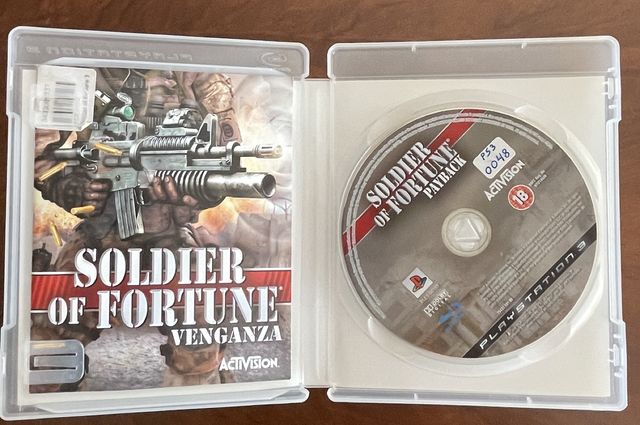 SOLDIER
OF FORTUNE
VENGANZA
ACTIVISION
SOLDIER
OF FORTUNE
PAYBACK
PS3
0048
ACTIVISION
18
PLAYSTATION 3